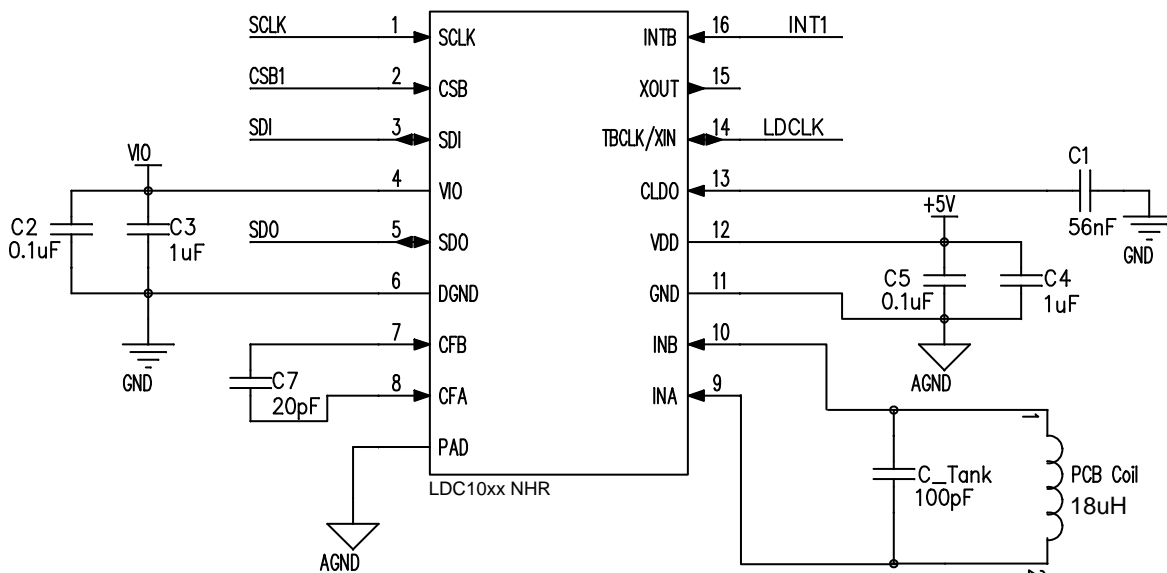 SCLK 1 SCLK
INTB 16 INT1
CSB1 2 CSB
XOUT 15
SDI 3 SDI
TBCLK/XIN 14 LDCLK
VIO
4 VIO
CLDO 13
C1
56nF
GND
C2
0.1uF
C3
1uF
SDO 5 SDO
VDD 12
+5V
6 DGND
GND 11
C5
0.1uF
C4
1uF
GND
7 CFB
INB 10
AGND
C7
20pF
8 CFA
INA 9
PAD
LDC10xx NHR
AGND
C_Tank
100pF
1
PCB Coil
18uH
2